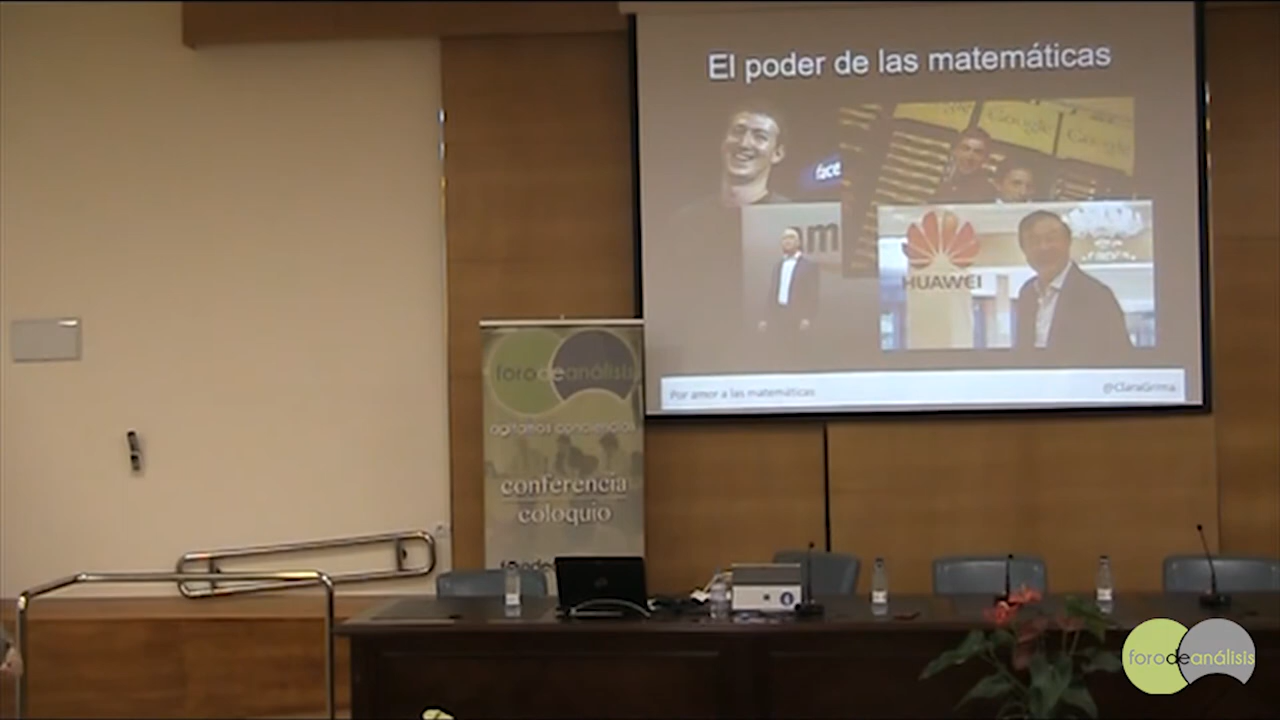 El poder de las matemáticas
face
Google
Google
am
HUAWEI
Por amor a las matemáticas
@ClaraGrima
forodeanálisis
agitamos conciencias
conferencia
coloquio
forodeanálisis